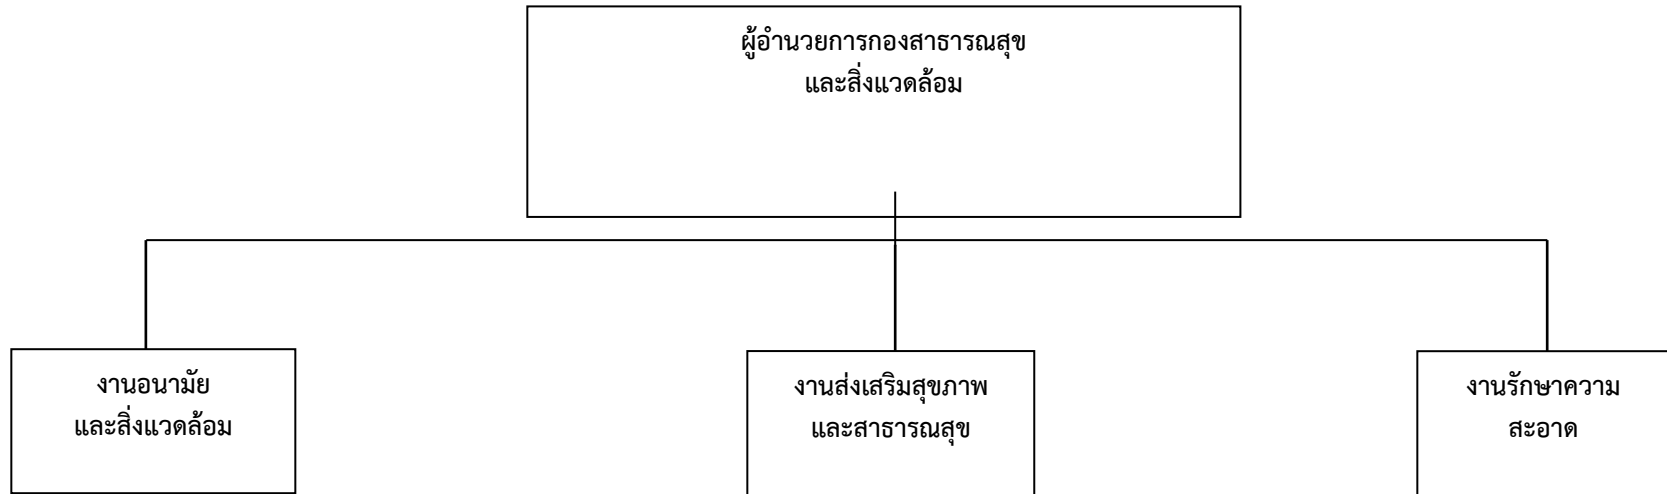 ผู้อำนวยการกองสาธารณสุข
และสิ่งแวดล้อม
งานอนามัย
และสิ่งแวดล้อม
งานส่งเสริมสุขภาพ
และสาธารณสุข
งานรักษาความ
สะอาด